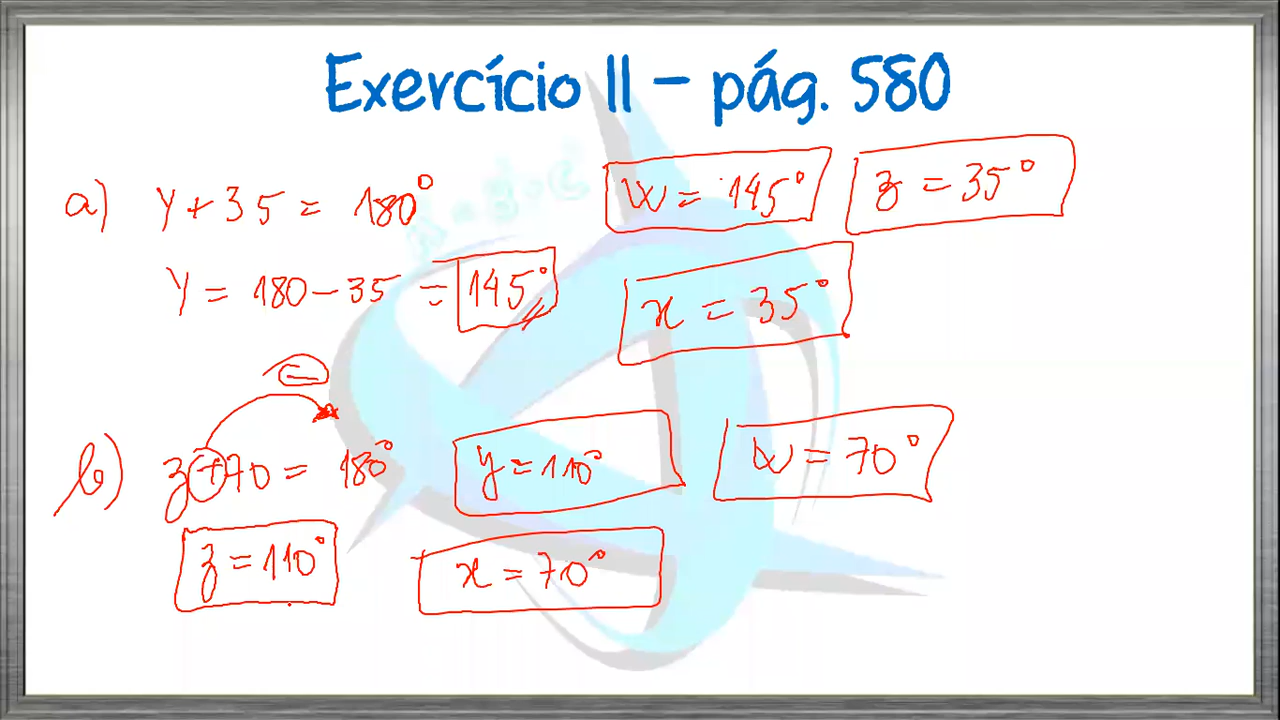 Exercício 11 – pág. 580
a) y + 35 = 180°
w = 145°
z = 35°
y = 180 - 35 = 145°
x = 35°
b) z + 70 = 180°
y = 110°
w = 70°
z = 110°
x = 70°